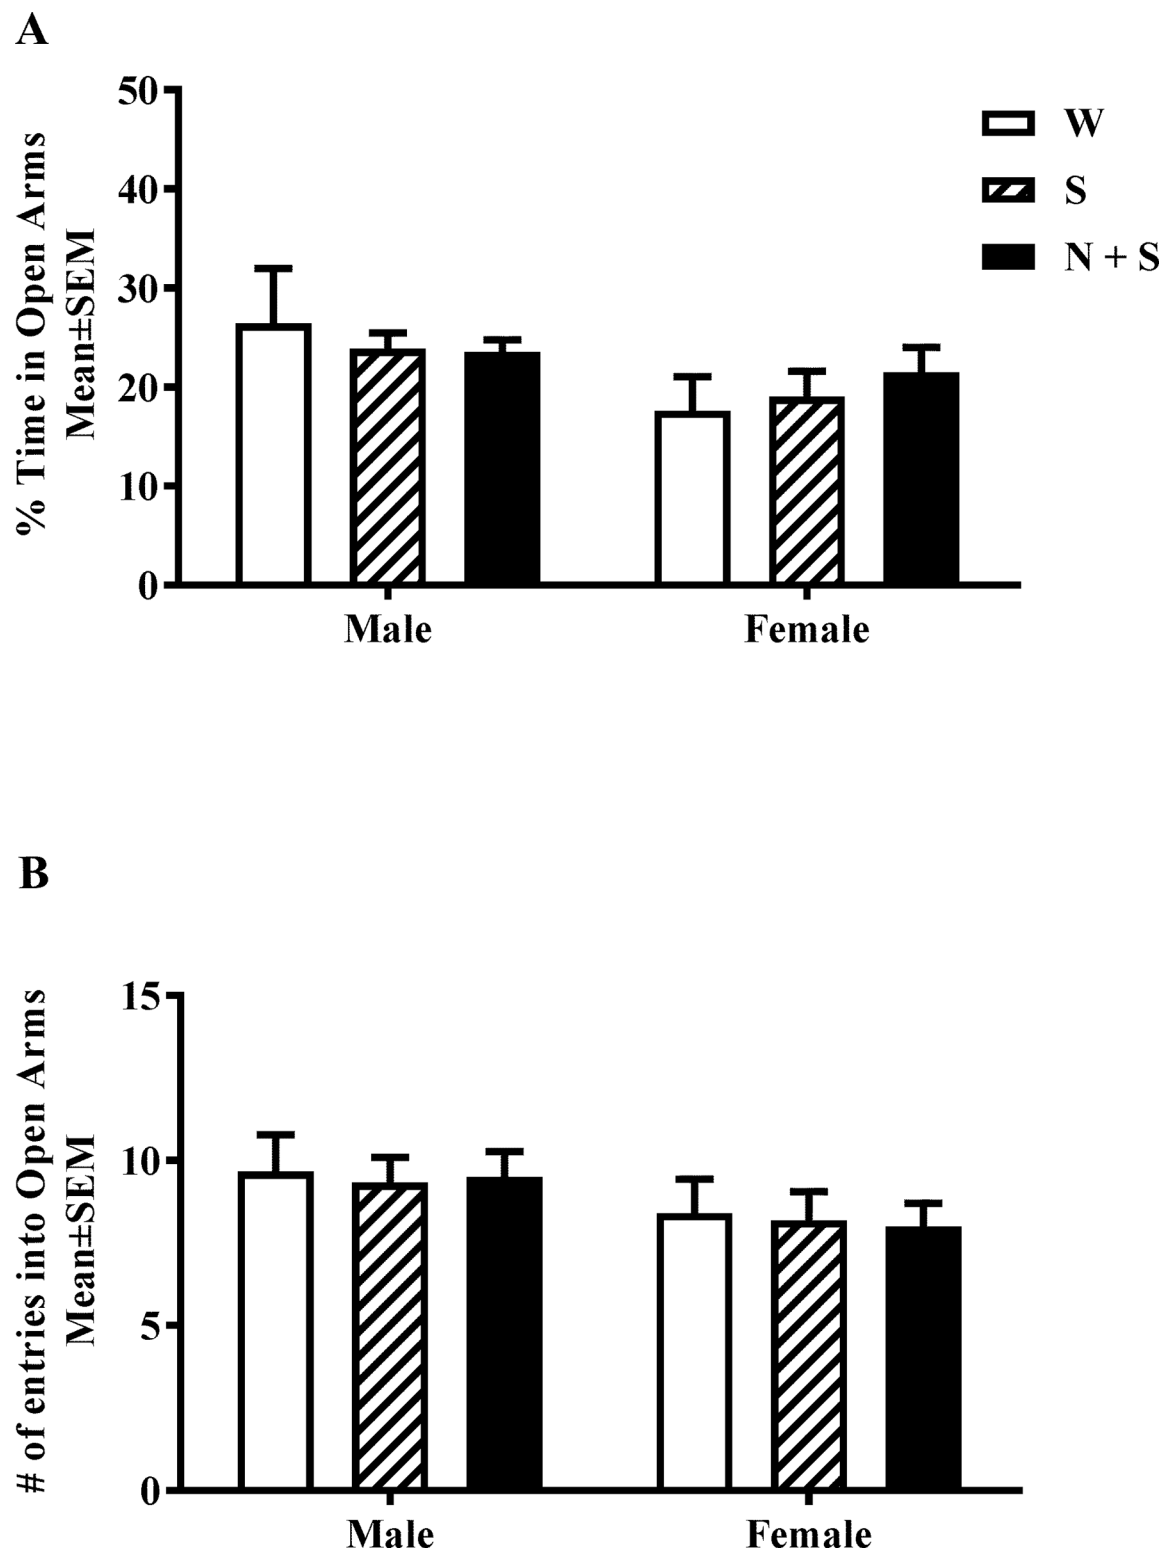 A
% Time in Open Arms
Mean±SEM
50
40
30
20
10
0
Male
Female
W
S
N + S
B
# of entries into Open Arms
Mean±SEM
15
10
5
0
Male
Female